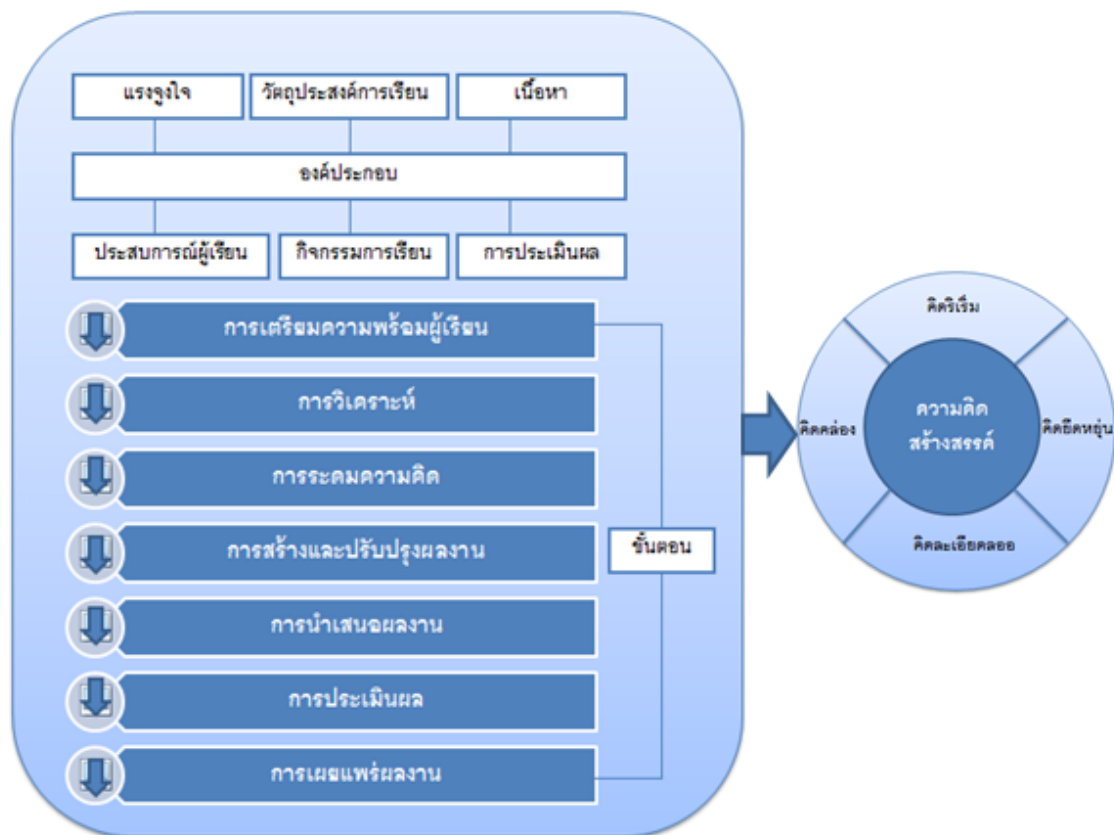 แรงจูงใจ
วัตถุประสงค์การเรียน
เนื้อหา
องค์ประกอบ
ประสบการณ์ผู้เรียน
กิจกรรมการเรียน
การประเมินผล
การเตรียมความพร้อมผู้เรียน
การวิเคราะห์
การระดมความคิด
การสร้างและปรับปรุงผลงาน
การนำเสนอผลงาน
การประเมินผล
การเผยแพร่ผลงาน
ขั้นตอน
คิดริเริ่ม
คิดคล่อง
ความคิด
สร้างสรรค์
คิดยืดหยุ่น
คิดละเอียดลออ